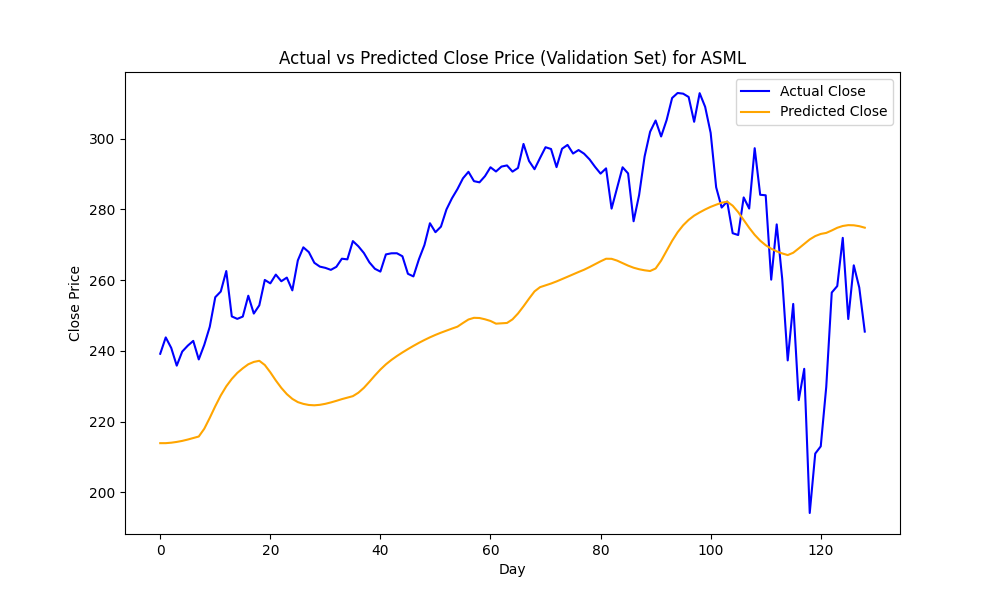 Actual vs Predicted Close Price (Validation Set) for ASML
Actual Close
Predicted Close
Close Price
300
280
260
240
220
200
0 20 40 60 80 100 120
Day